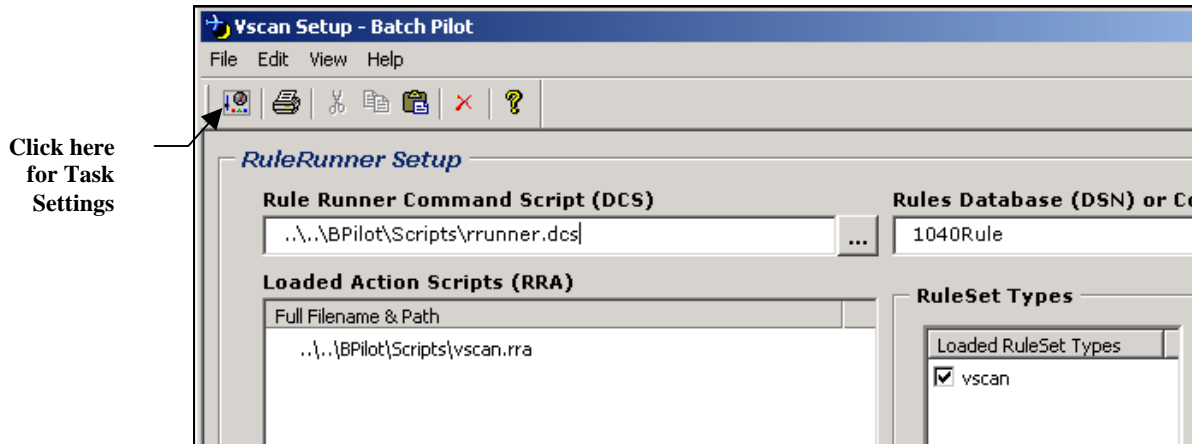 Vscan Setup - Batch Pilot
File Edit View Help
Click here
for Task
Settings
RuleRunner Setup
Rule Runner Command Script (DCS)
..\..\BPilot\Scripts\rrunner.dcs
...
Rules Database (DSN) or Co
1040Rule
Loaded Action Scripts (RRA)
Full Filename & Path
..\..\BPilot\Scripts\vscan.rra
RuleSet Types
Loaded RuleSet Types
vscan